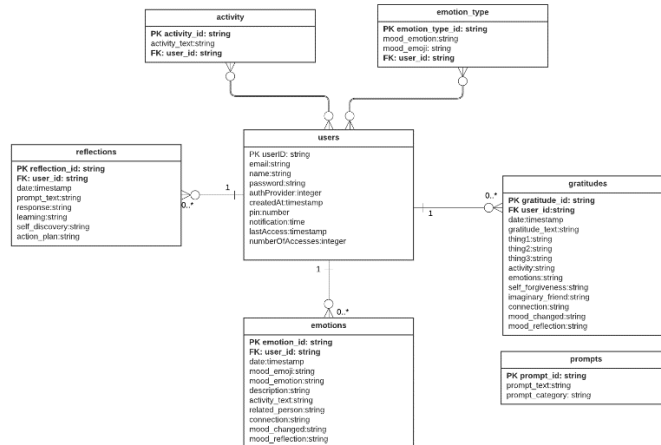 activity
PK activity_id: string
activity_text:string
FK: user_id: string
emotion_type
PK emotion_type_id: string
mood_emotion:string
mood_emoji:string
FK: user_id: string
users
PK userID: string
email:string
name:string
password:string
authProvider:integer
createdAt:timestamp
pin:number
notification:time
lastAccess:timestamp
numberOfAccesses:integer
reflections
PK reflection_id: string
FK: user_id: string
date:timestamp
prompt_text:string
response:string
learning:string
self_discovery:string
action_plan:string
1
0..*
gratitudes
PK gratitude_id: string
FK user_id:string
date:timestamp
gratitude_text:string
thing1:string
thing2:string
thing3:string
activity:string
emotions:string
self_forgiveness:string
imaginary_friend:string
connection:string
mood_changed:string
mood_reflection:string
0..*
1
1
0..*
emotions
PK emotion_id: string
FK: user_id: string
date:timestamp
mood_emoji:string
mood_emotion:string
description:string
activity_text:string
related_person:string
connection:string
mood_changed:string
mood_reflection:string
prompts
PK prompt_id: string
prompt_text:string
prompt_category: string